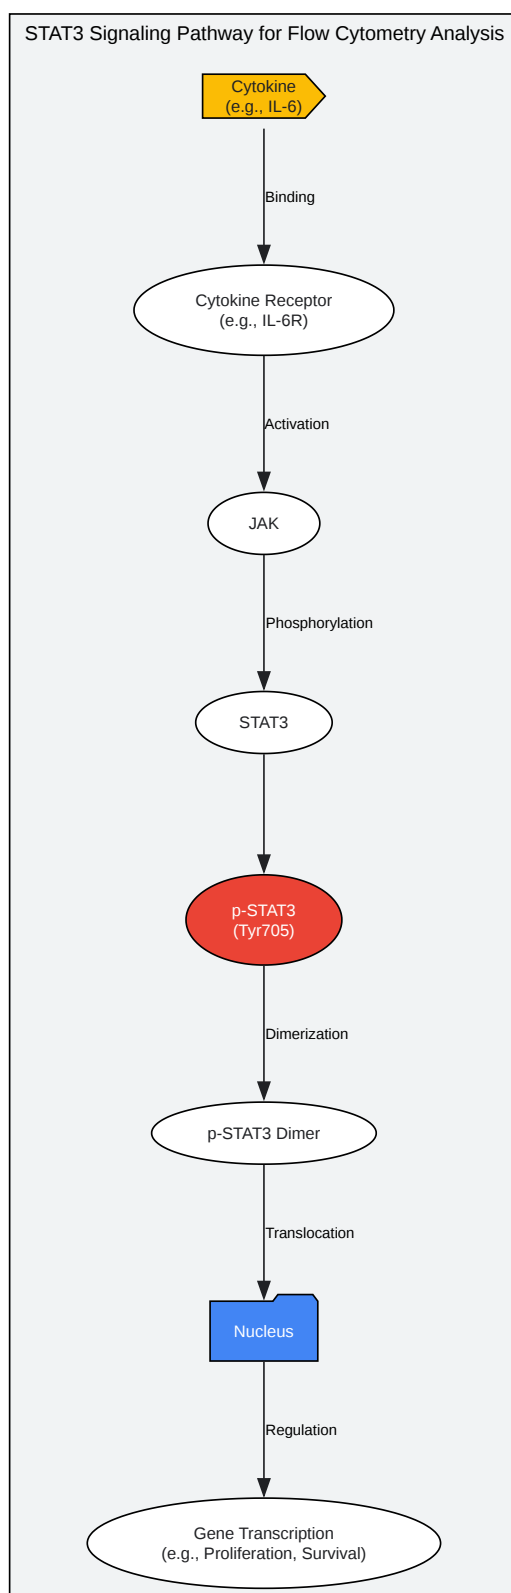 STAT3 Signaling Pathway for Flow Cytometry Analysis
Cytokine
(e.g., IL-6)
Binding
Cytokine Receptor
(e.g., IL-6R)
Activation
JAK
Phosphorylation
STAT3
p-STAT3
(Tyr705)
Dimerization
p-STAT3 Dimer
Translocation
Nucleus
Regulation
Gene Transcription
(e.g., Proliferation, Survival)